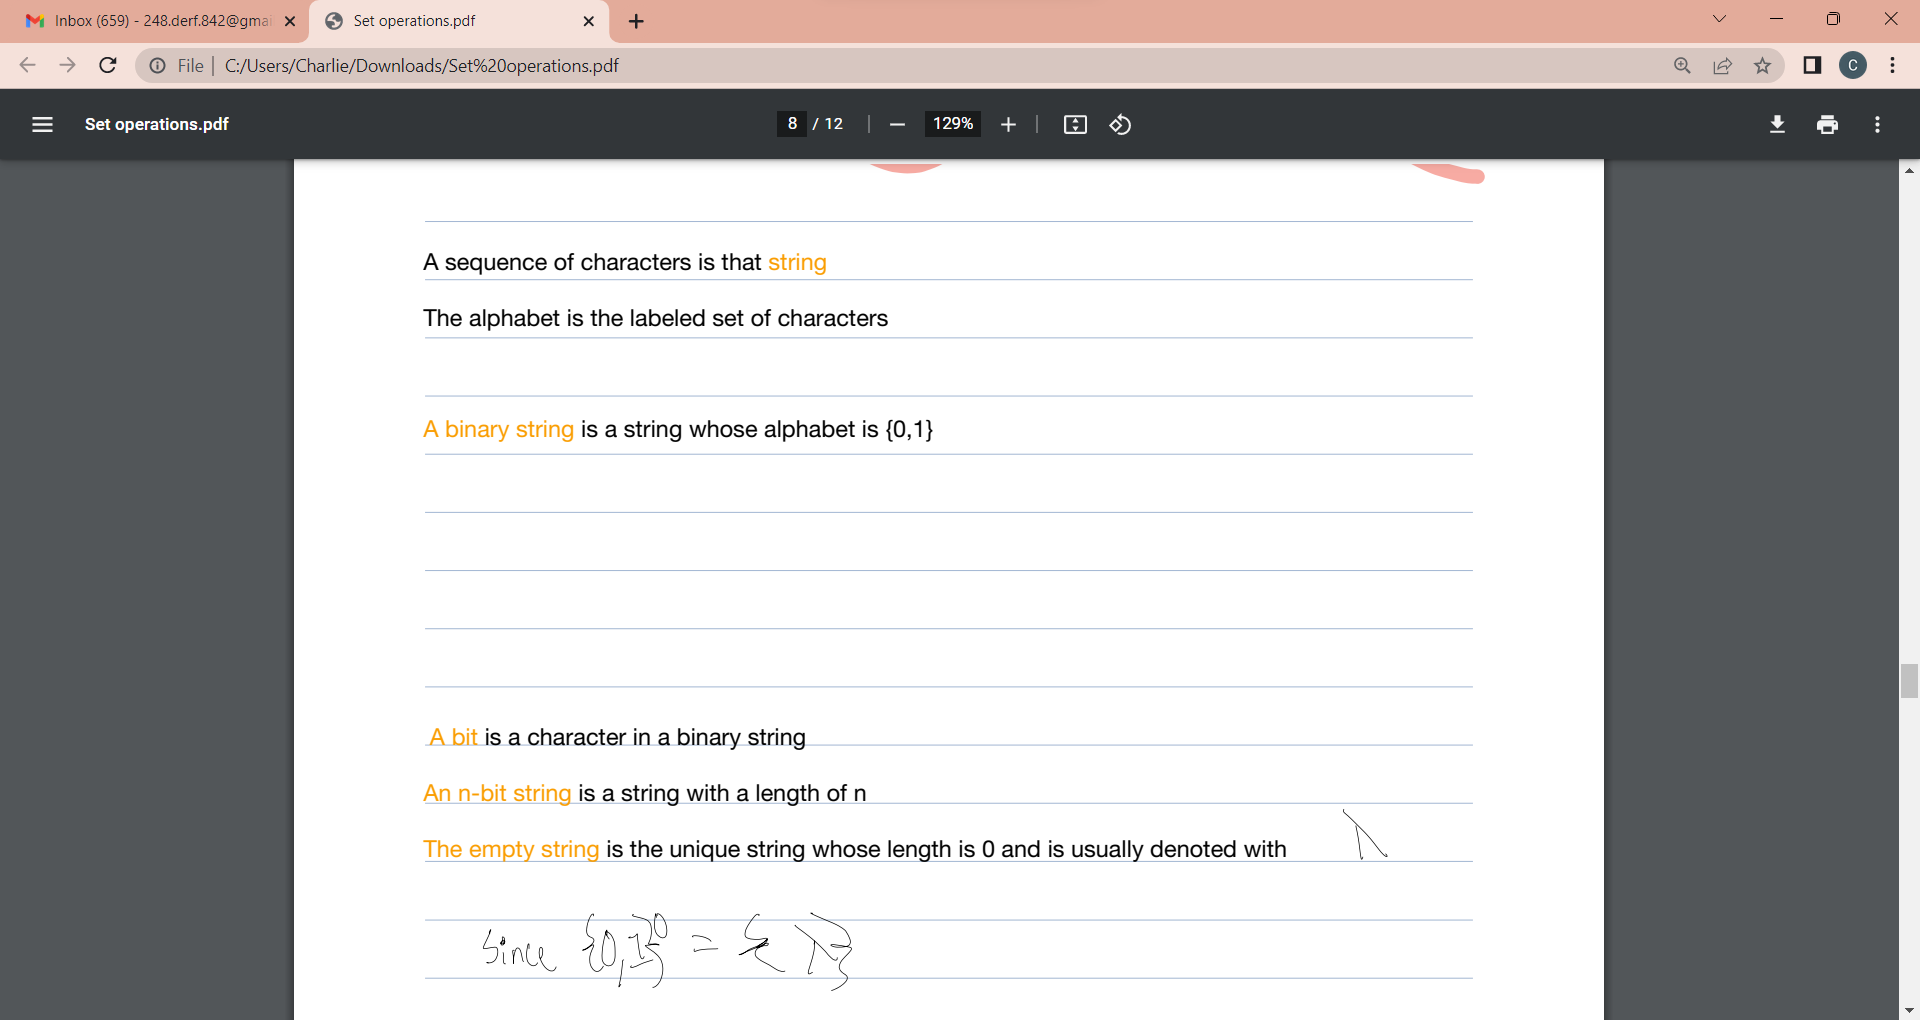 Inbox (659) - 248.derf.842@gmai
Set operations.pdf
File | C:/Users/Charlie/Downloads/Set%20operations.pdf
C
Set operations.pdf
8 / 12
129%
A sequence of characters is that string
The alphabet is the labeled set of characters
A binary string is a string whose alphabet is {0,1}
A bit is a character in a binary string
An n-bit string is a string with a length of n
The empty string is the unique string whose length is 0 and is usually denoted with λ
Since {0,1}⁰ = {λ}